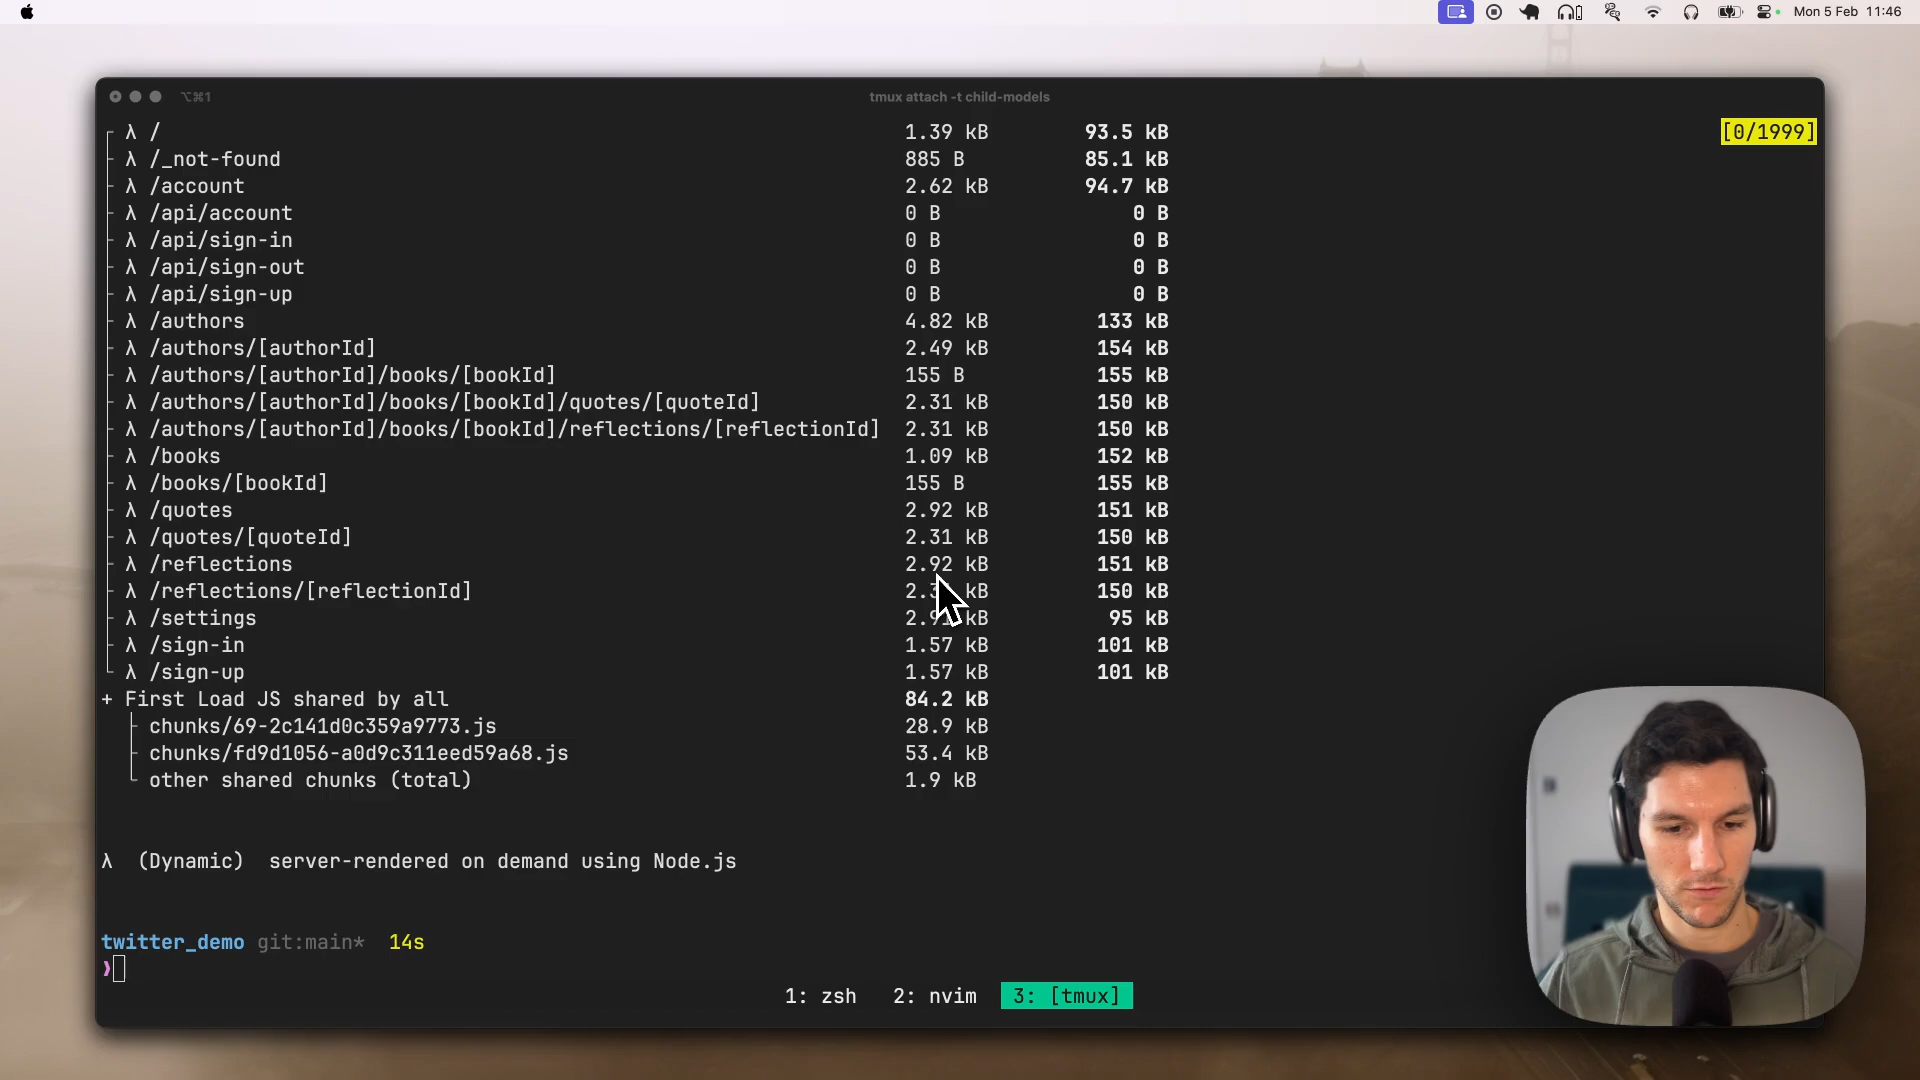 Mon 5 Feb 11:46
⌥⌘1
tmux attach -t child-models
[0/1999]
┌ λ / 1.39 kB 93.5 kB
├ λ /_not-found 885 B 85.1 kB
├ λ /account 2.62 kB 94.7 kB
├ λ /api/account 0 B 0 B
├ λ /api/sign-in 0 B 0 B
├ λ /api/sign-out 0 B 0 B
├ λ /api/sign-up 0 B 0 B
├ λ /authors 4.82 kB 133 kB
├ λ /authors/[authorId] 2.49 kB 154 kB
├ λ /authors/[authorId]/books/[bookId] 155 B 155 kB
├ λ /authors/[authorId]/books/[bookId]/quotes/[quoteId] 2.31 kB 150 kB
├ λ /authors/[authorId]/books/[bookId]/reflections/[reflectionId] 2.31 kB 150 kB
├ λ /books 1.09 kB 152 kB
├ λ /books/[bookId] 155 B 155 kB
├ λ /quotes 2.92 kB 151 kB
├ λ /quotes/[quoteId] 2.31 kB 150 kB
├ λ /reflections 2.92 kB 151 kB
├ λ /reflections/[reflectionId] kB 150 kB
├ λ /settings kB 95 kB
├ λ /sign-in 1.57 kB 101 kB
└ λ /sign-up 1.57 kB 101 kB
+ First Load JS shared by all 84.2 kB
├ chunks/69-2c141d0c359a9773.js 28.9 kB
├ chunks/fd9d1056-a0d9c311eed59a68.js 53.4 kB
└ other shared chunks (total) 1.9 kB
λ (Dynamic) server-rendered on demand using Node.js
twitter_demo git:main* 14s
❯
1: zsh 2: nvim 3: [tmux]